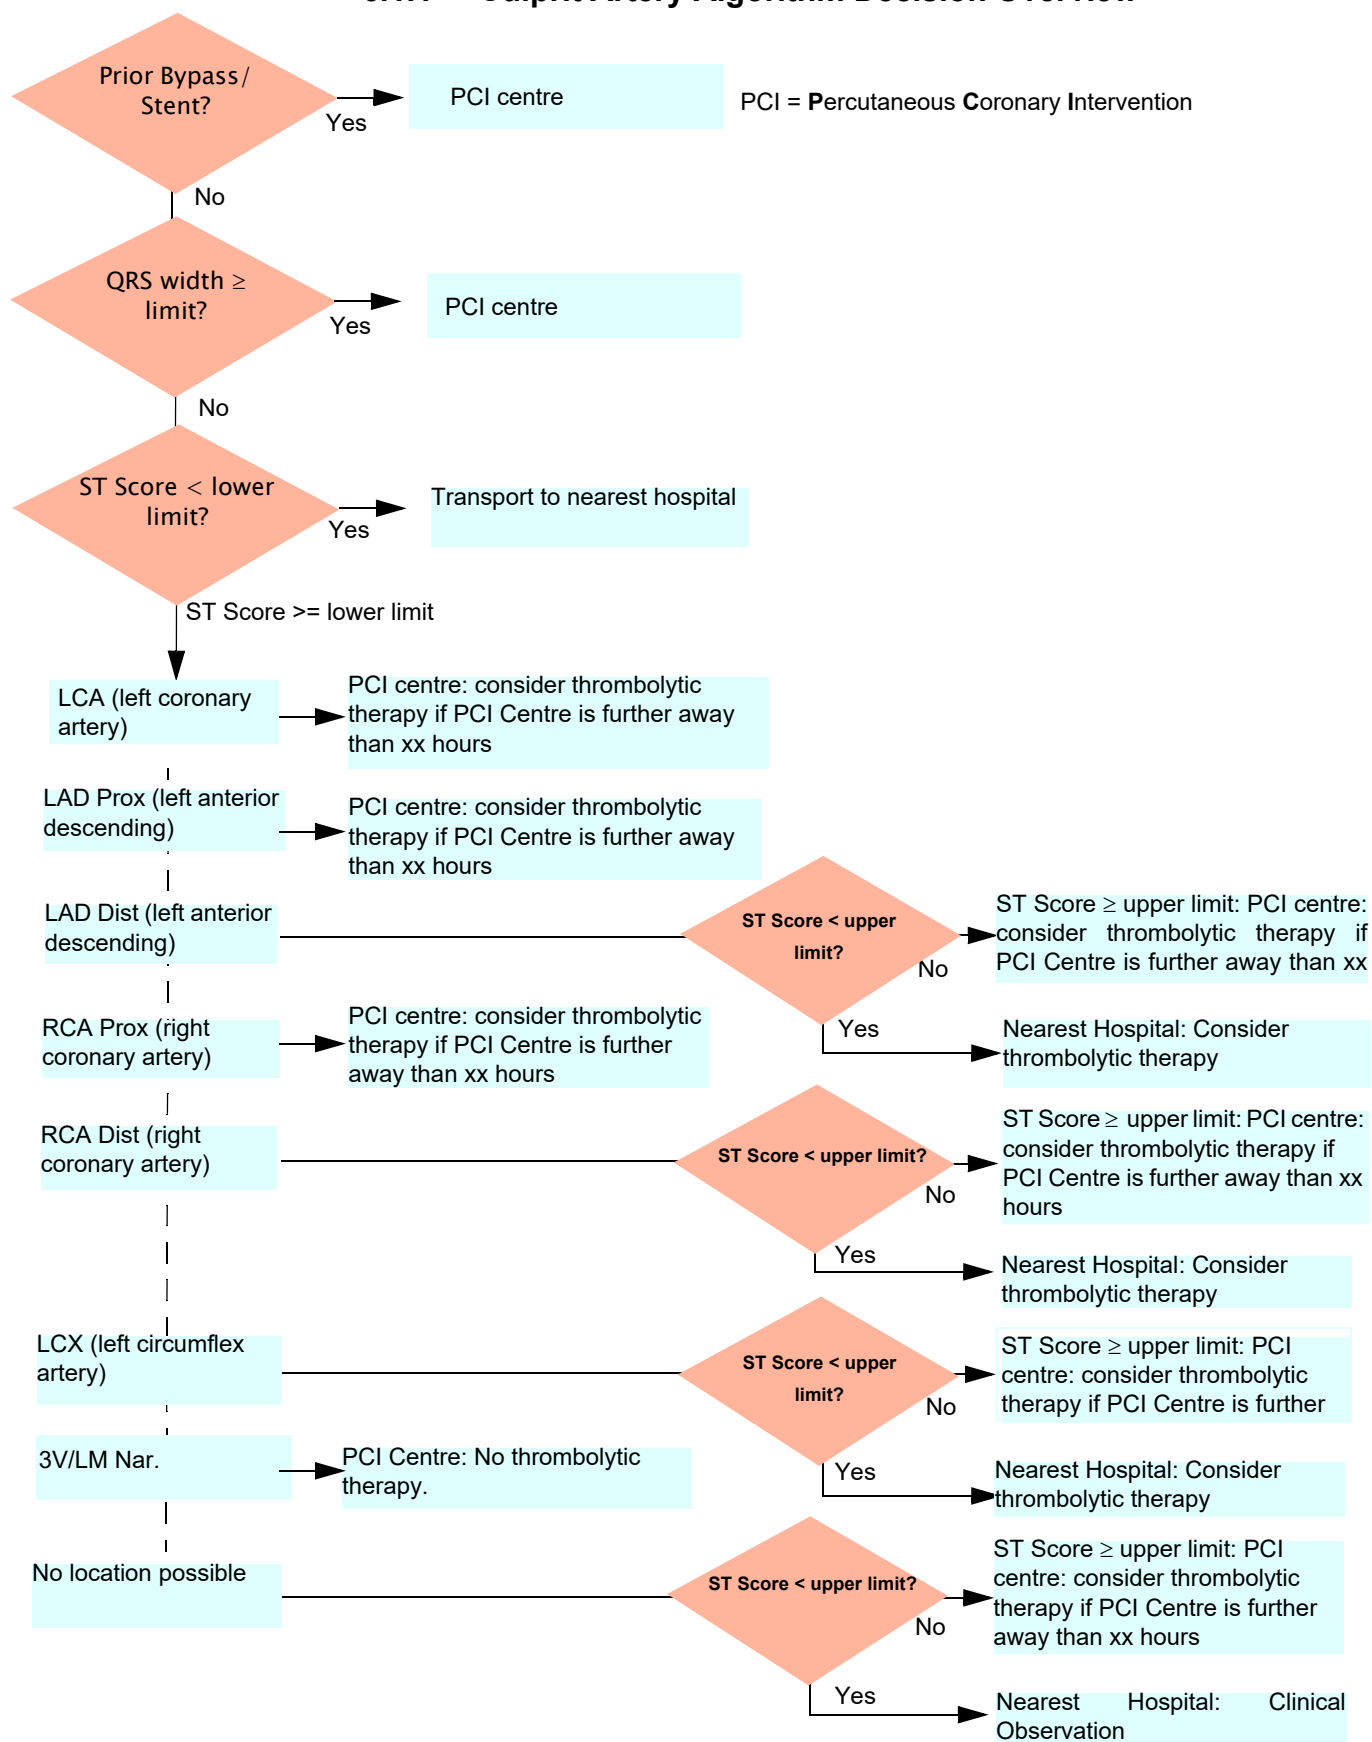 Prior Bypass/
Stent?
Yes
PCI centre
PCI = Percutaneous Coronary Intervention
No
QRS width ≥
limit?
Yes
PCI centre
No
ST Score < lower
limit?
Yes
Transport to nearest hospital
ST Score >= lower limit
LCA (left coronary
artery)
PCI centre: consider thrombolytic
therapy if PCI Centre is further away
than xx hours
LAD Prox (left anterior
descending)
PCI centre: consider thrombolytic
therapy if PCI Centre is further away
than xx hours
LAD Dist (left anterior
descending)
ST Score < upper
limit?
No
ST Score ≥ upper limit: PCI centre:
consider thrombolytic therapy if
PCI Centre is further away than xx
Yes
Nearest Hospital: Consider
thrombolytic therapy
RCA Prox (right
coronary artery)
PCI centre: consider thrombolytic
therapy if PCI Centre is further
away than xx hours
RCA Dist (right
coronary artery)
ST Score < upper limit?
No
ST Score ≥ upper limit: PCI centre:
consider thrombolytic therapy if
PCI Centre is further away than xx
hours
Yes
Nearest Hospital: Consider
thrombolytic therapy
LCX (left circumflex
artery)
ST Score < upper
limit?
No
ST Score ≥ upper limit: PCI
centre: consider thrombolytic
therapy if PCI Centre is further
Yes
Nearest Hospital: Consider
thrombolytic therapy
3V/LM Nar.
PCI Centre: No thrombolytic
therapy.
No location possible
ST Score < upper limit?
No
ST Score ≥ upper limit: PCI
centre: consider thrombolytic
therapy if PCI Centre is further
away than xx hours
Yes
Nearest Hospital: Clinical
Observation